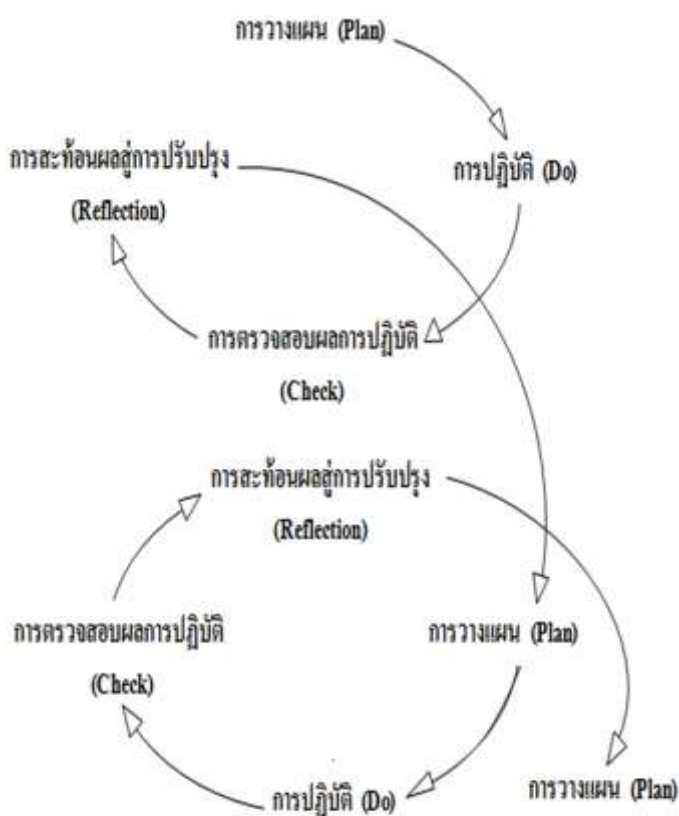 การวางแผน (Plan)
การสะท้อนผลสู่การปรับปรุง
(Reflection)
การปฏิบัติ (Do)
การตรวจสอบผลการปฏิบัติ
(Check)
การสะท้อนผลสู่การปรับปรุง
(Reflection)
การตรวจสอบผลการปฏิบัติ
(Check)
การวางแผน (Plan)
การปฏิบัติ (Do)
การวางแผน (Plan)